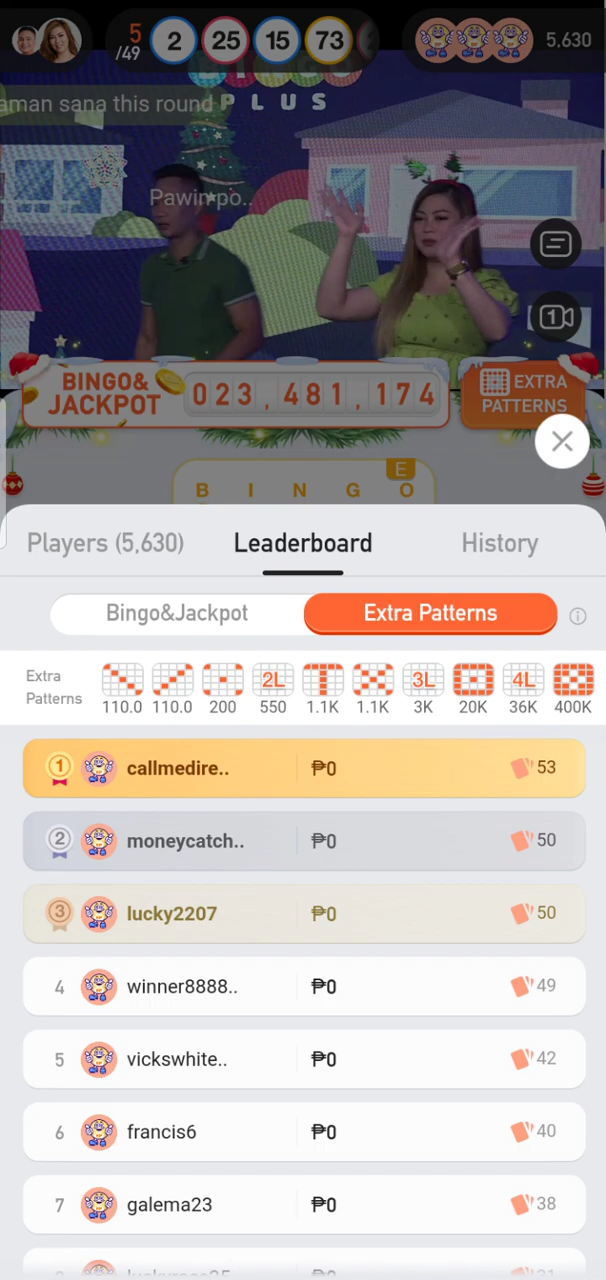 5
/49
2
25
15
73
5,630
PLUS
aman sana this round
Pawin po..
BINGO&
JACKPOT
023,481,174
EXTRA
PATTERNS
E
B I N G O
Players (5,630)
Leaderboard
History
Bingo&Jackpot
Extra Patterns
Extra
Patterns
2L
3L
4L
110.0
110.0
200
550
1.1K
1.1K
3K
20K
36K
400K
1 callmedire.. ₱0 53
2 moneycatch.. ₱0 50
3 lucky2207 ₱0 50
4 winner8888.. ₱0 49
5 vickswhite.. ₱0 42
6 francis6 ₱0 40
7 galema23 ₱0 38